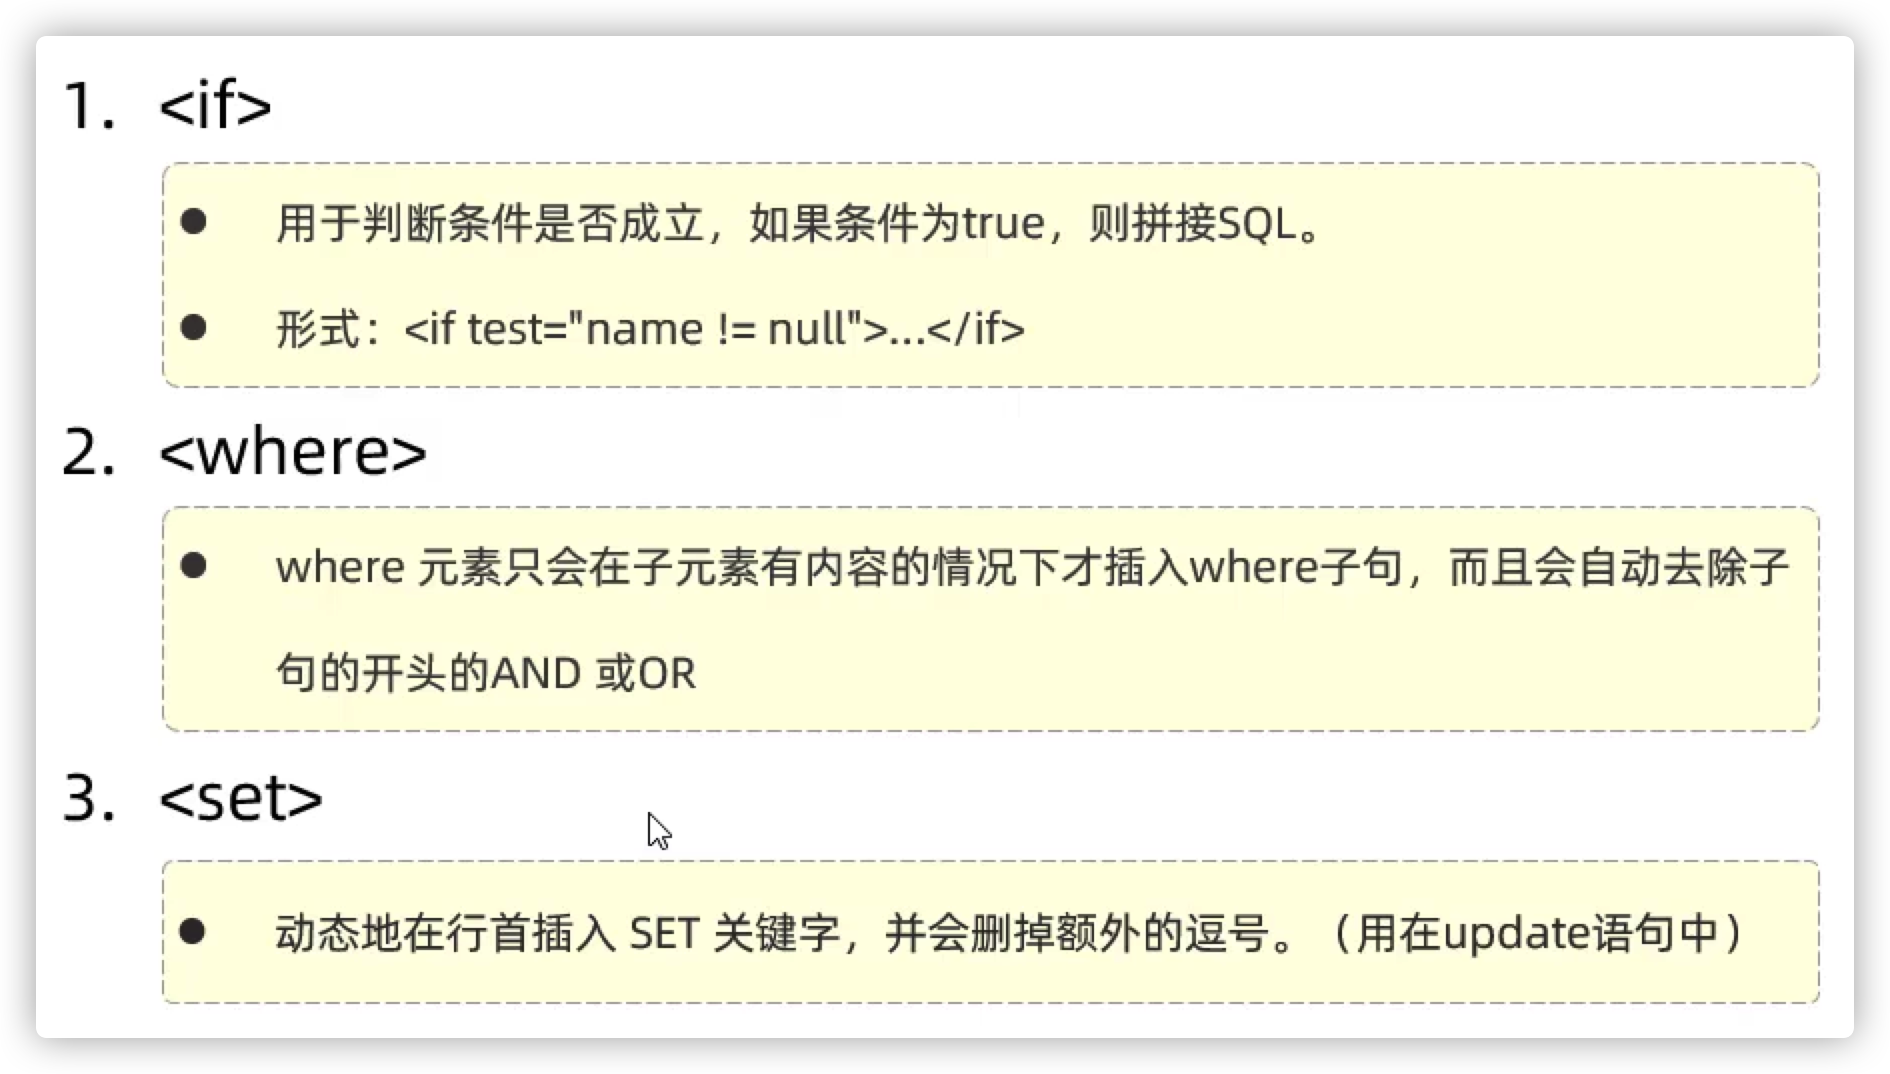 1. <if>
● 用于判断条件是否成立，如果条件为true，则拼接SQL。
● 形式：<if test="name != null">...</if>
2. <where>
● where 元素只会在子元素有内容的情况下才插入where子句，而且会自动去除子
句的开头的AND 或OR
3. <set>
● 动态地在行首插入 SET 关键字，并会删掉额外的逗号。（用在update语句中）